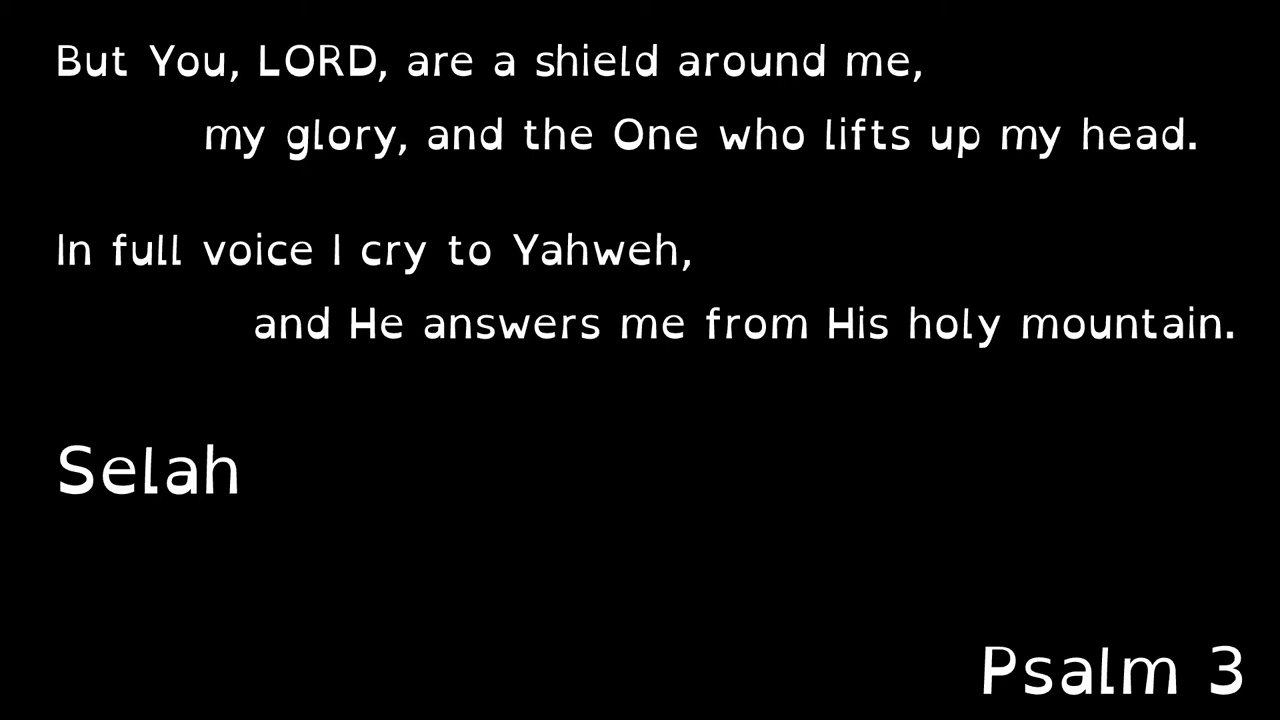 But You, LORD, are a shield around me,
my glory, and the One who lifts up my head.
In full voice I cry to Yahweh,
and He answers me from His holy mountain.
Selah
Psalm 3